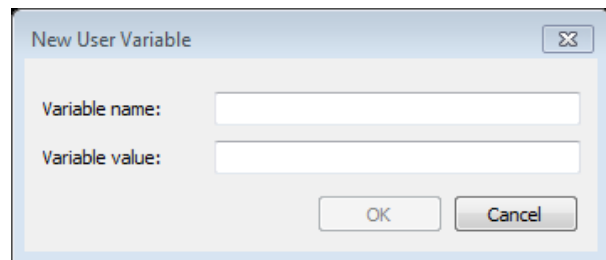 New User Variable
Variable name:
Variable value:
OK Cancel